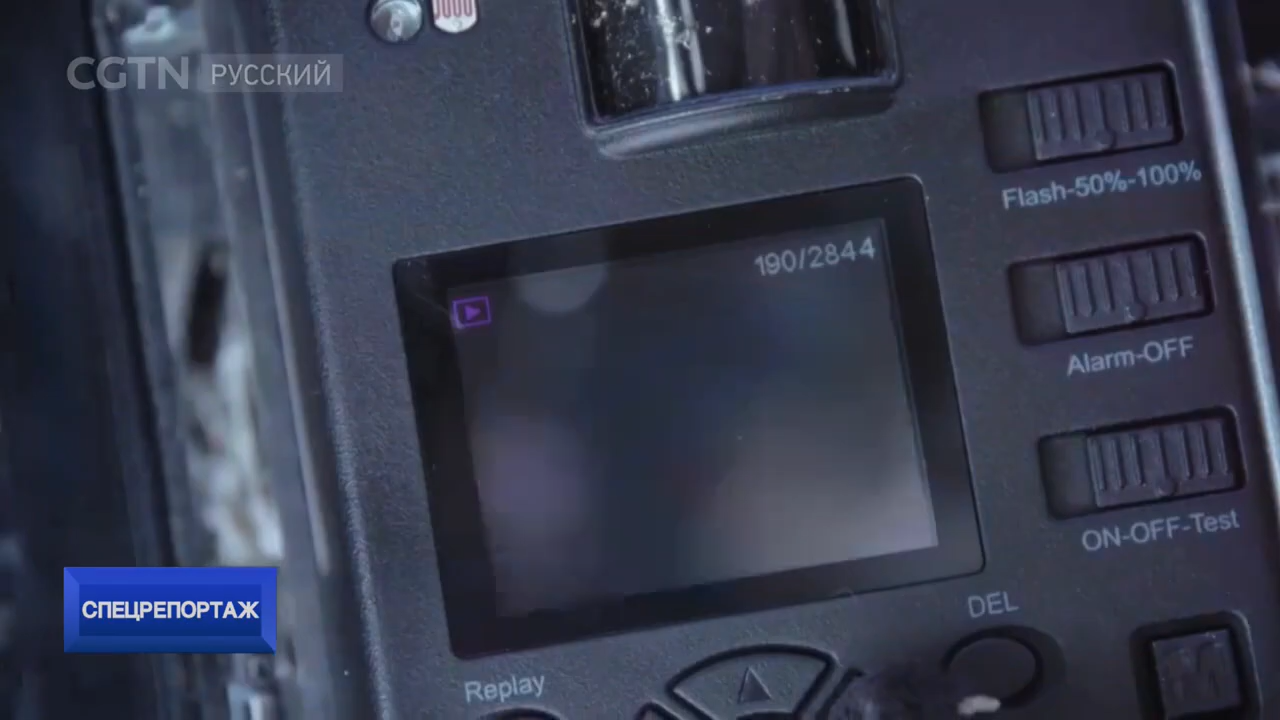 CGTN РУССКИЙ
Flash-50%-100%
190/2844
Alarm-OFF
ON-OFF-Test
СПЕЦРЕПОРТАЖ
DEL
Replay
M